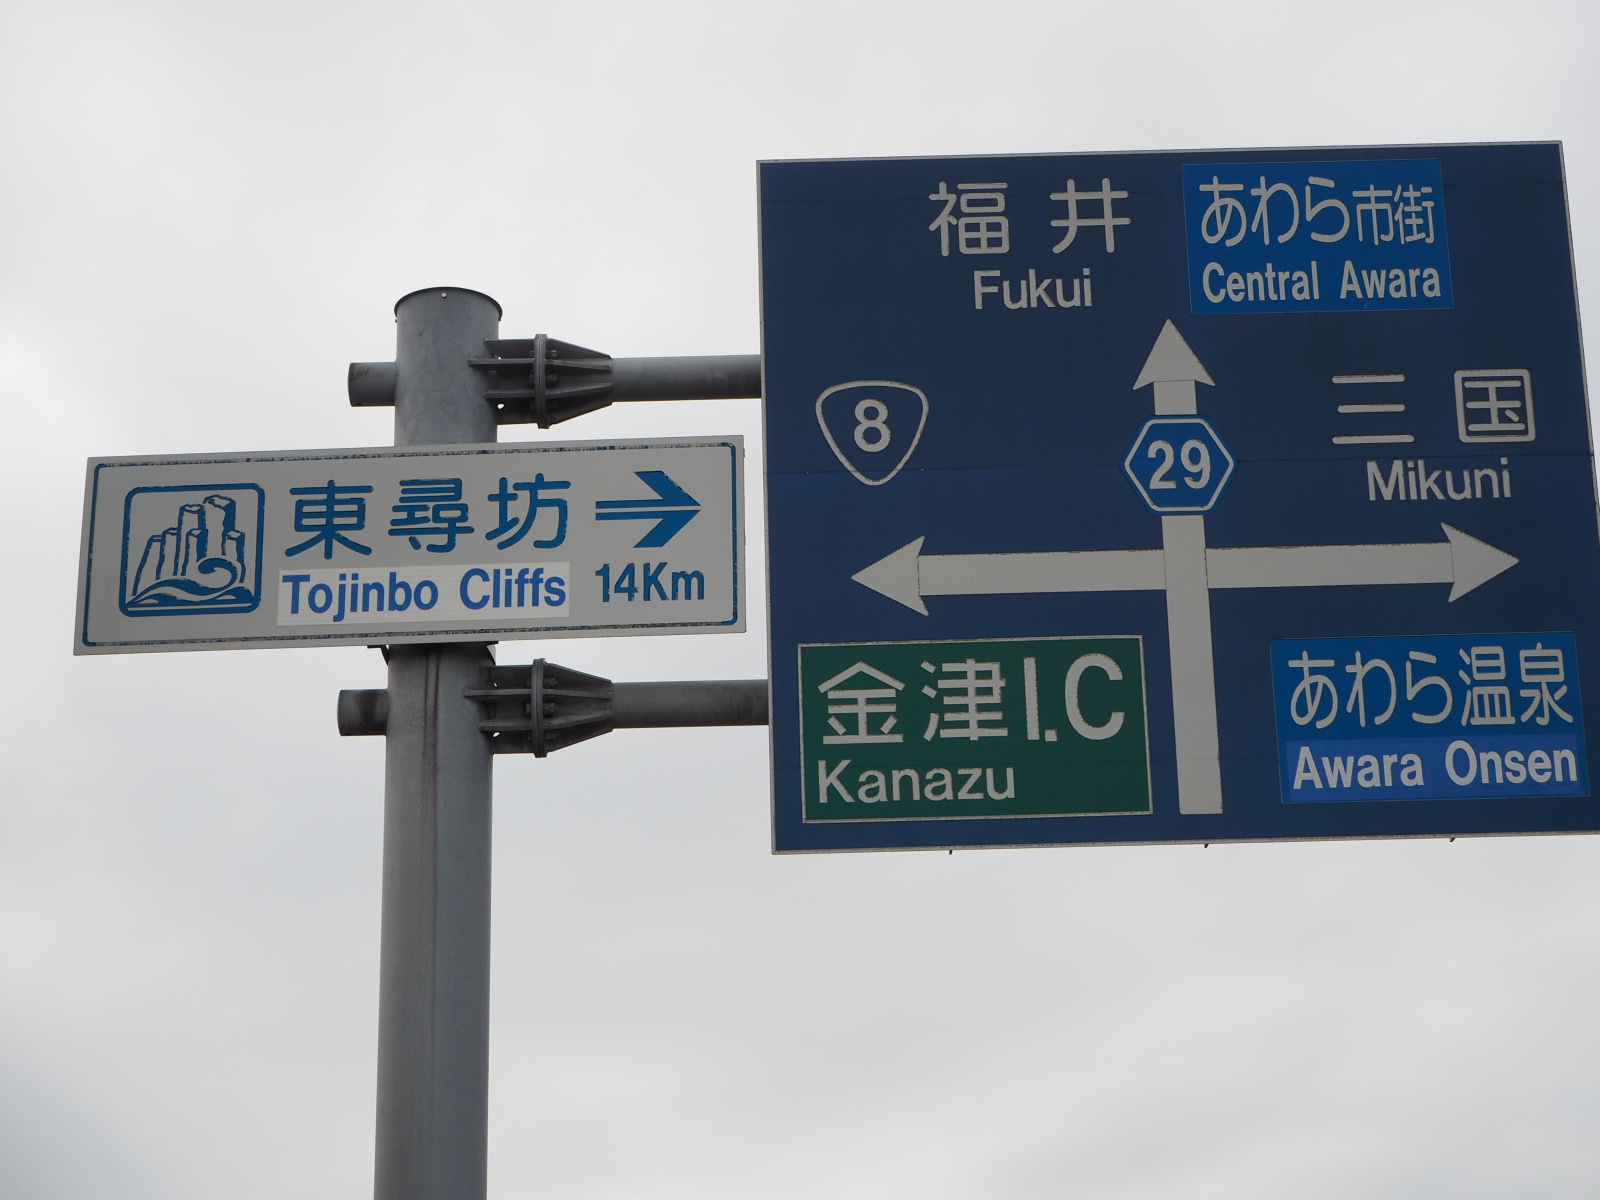 東尋坊
Tojinbo Cliffs 14Km
福井
Fukui
あわら市街
Central Awara
8
29
三国
Mikuni
金津I.C
Kanazu
あわら温泉
Awara Onsen